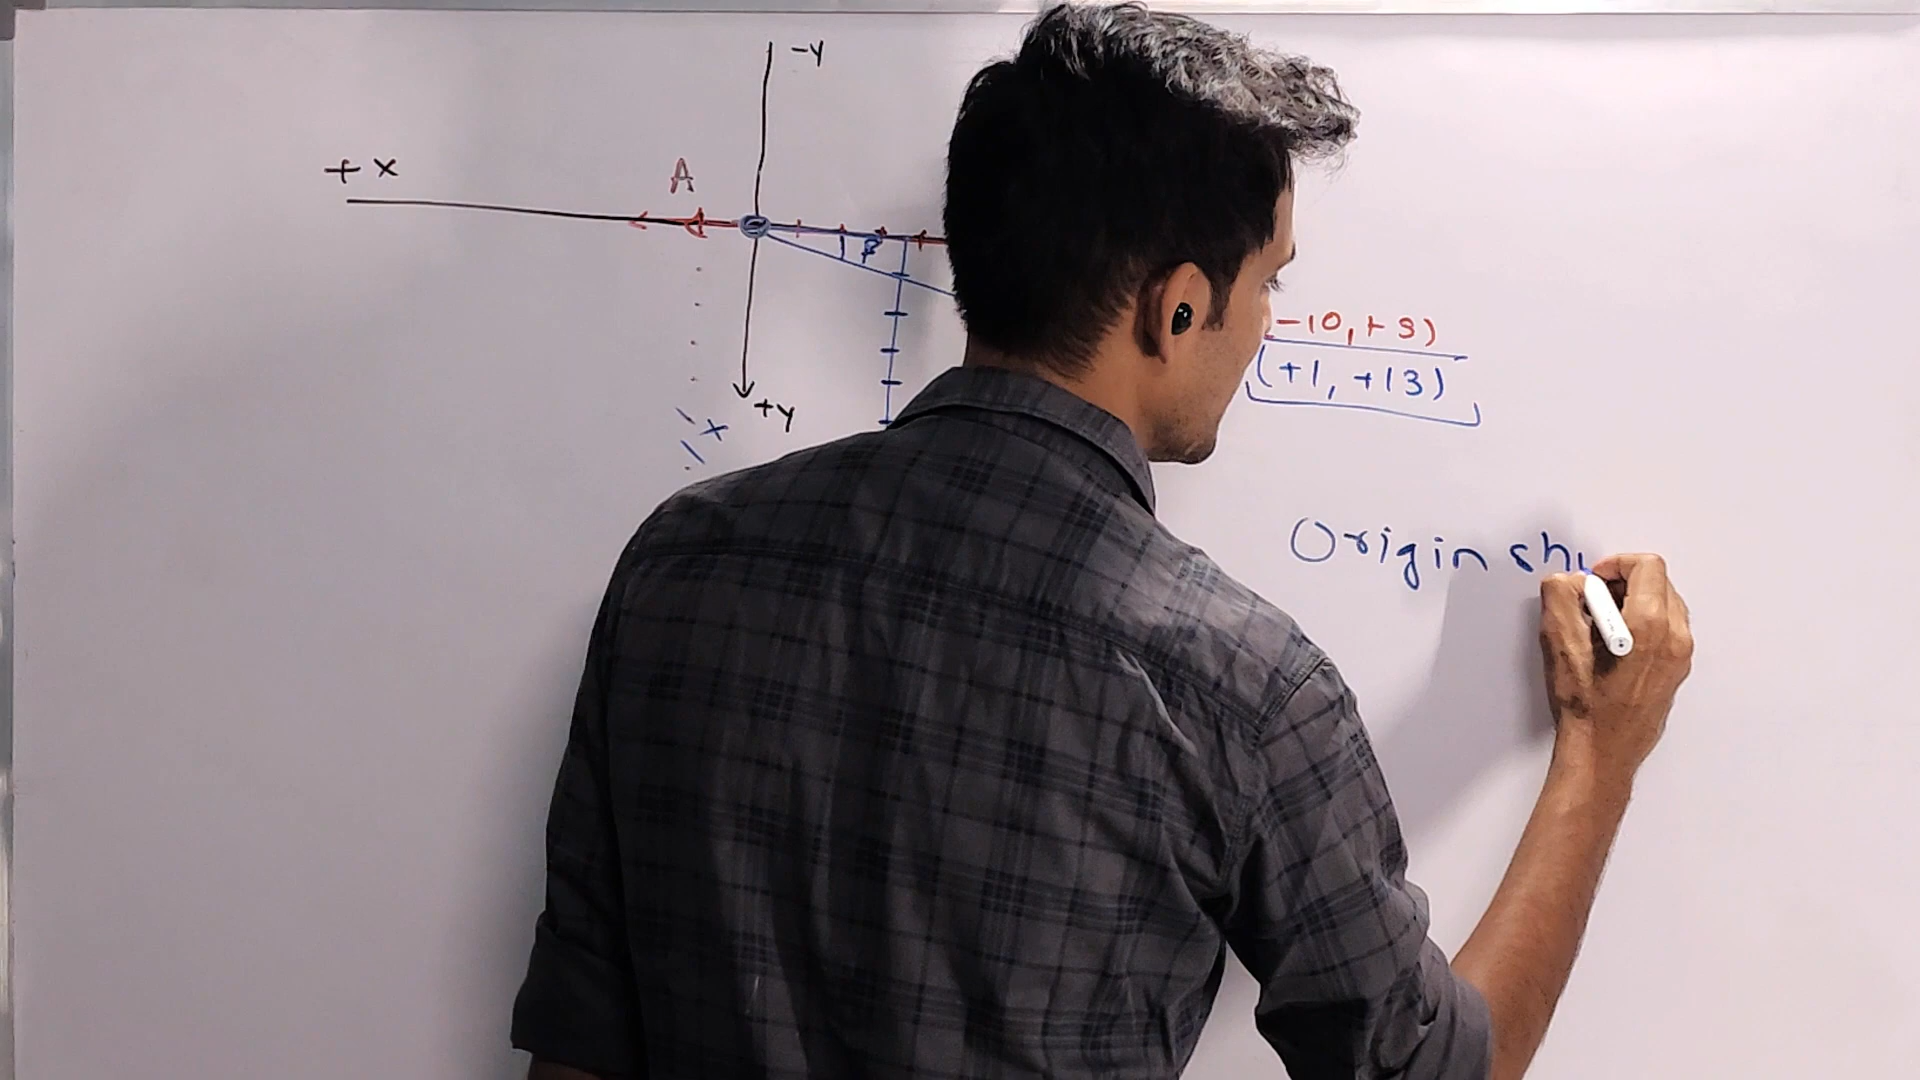 -y
+x
A
B
(-10,+3)
(+1, +13)
+y
x
Origin sh